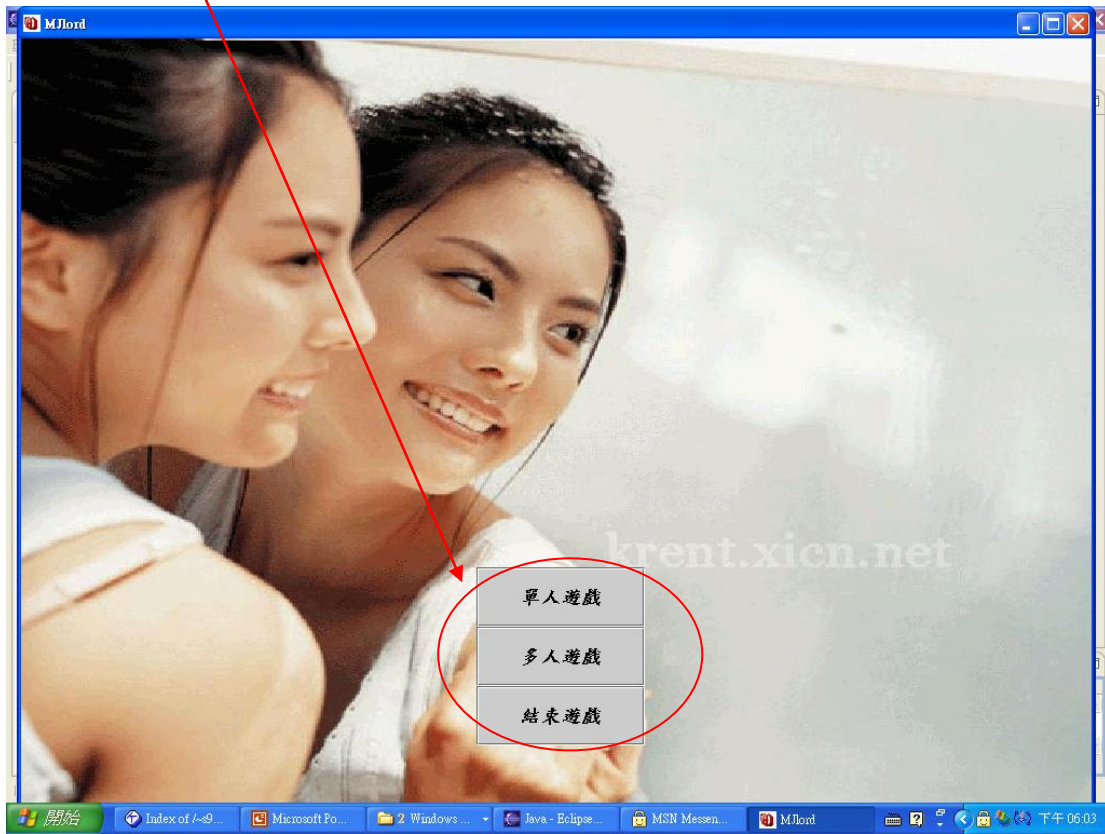 MJlord
krent.xicn.net
單人遊戲
多人遊戲
結束遊戲
開始 Index of /~s9... Microsoft Po... 2 Windows ... Java - Eclipse... MSN Messen... MJlord 下午 06:03